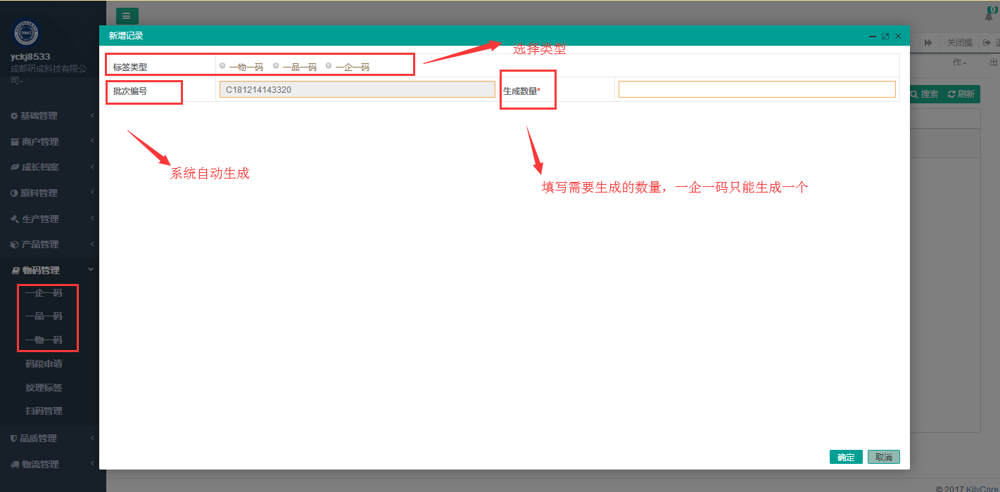 0
新增记录
yckj8533
成都研成科技有限公
司
关闭操
作
出
选择类型
标签类型
一物一码
一品一码
一企一码
批次编号
C181214143320
生成数量*
搜索
刷新
系统自动生成
填写需要生成的数量，一企一码只能生成一个
基础管理
商户管理
成长档案
原料管理
生产管理
产品管理
物码管理
一企一码
一品一码
一物一码
码段申请
纹理标签
扫码管理
品质管理
物流管理
确定
取消
© 2017 KilyCore